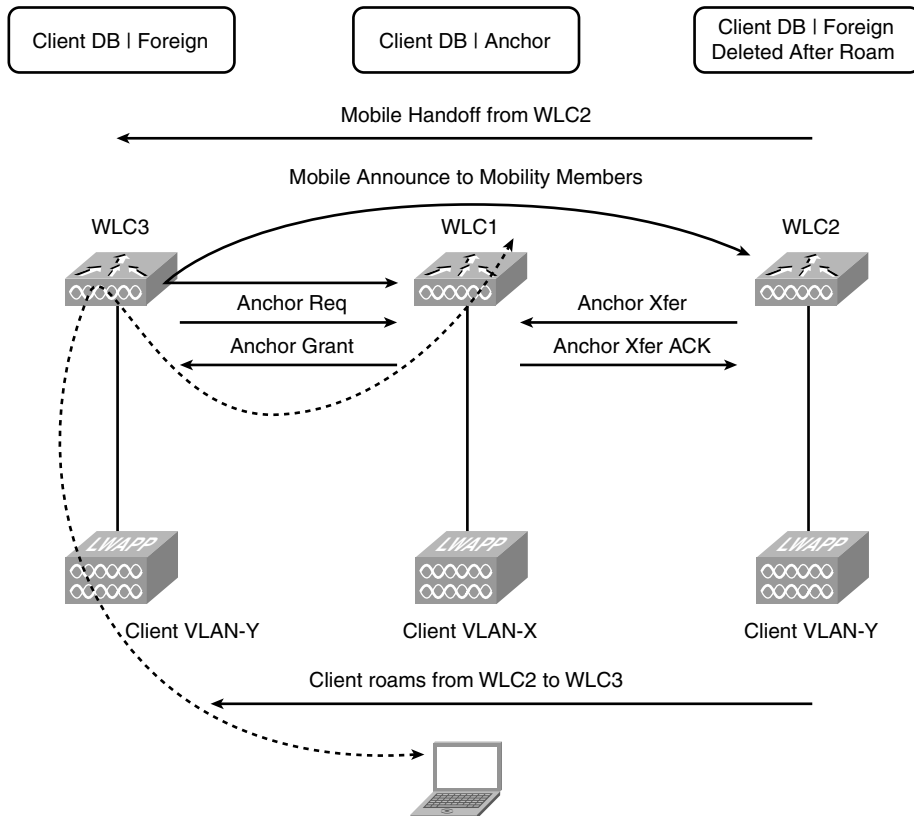 Client DB | Foreign
Client DB | Anchor
Client DB | Foreign
Deleted After Roam
Mobile Handoff from WLC2
Mobile Announce to Mobility Members
WLC3
WLC1
WLC2
Anchor Req
Anchor Xfer
Anchor Grant
Anchor Xfer ACK
LWAPP
LWAPP
LWAPP
Client VLAN-Y
Client VLAN-X
Client VLAN-Y
Client roams from WLC2 to WLC3